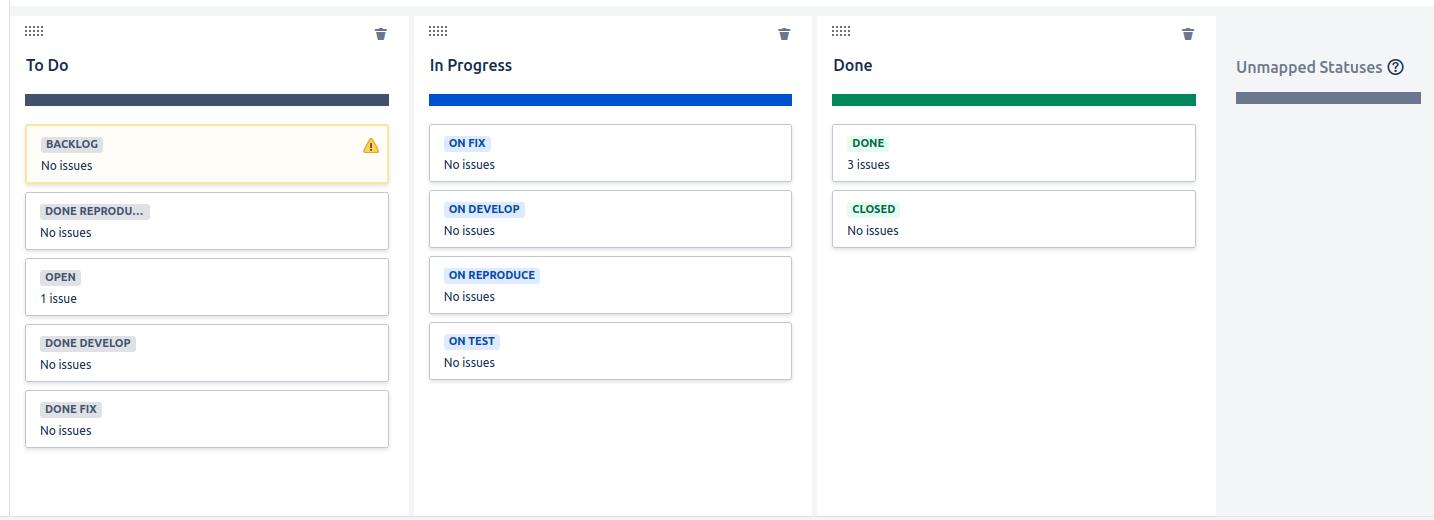 To Do
BACKLOG
No issues
DONE REPRODU...
No issues
OPEN
1 issue
DONE DEVELOP
No issues
DONE FIX
No issues
In Progress
ON FIX
No issues
ON DEVELOP
No issues
ON REPRODUCE
No issues
ON TEST
No issues
Done
DONE
3 issues
CLOSED
No issues
Unmapped Statuses ?